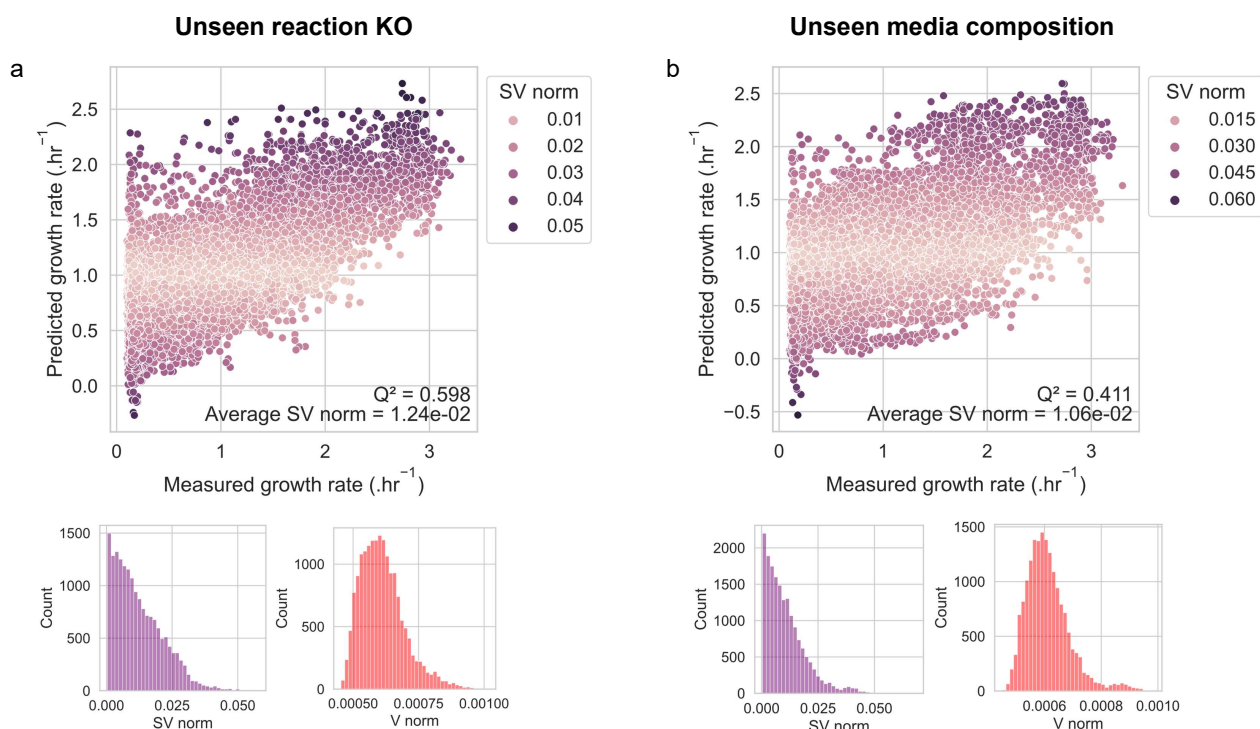 Unseen reaction KO
Unseen media composition
a
2.5
2.0
1.5
1.0
0.5
0.0
Predicted growth rate (.hr⁻¹)
SV norm
0.01
0.02
0.03
0.04
0.05
Q² = 0.598
Average SV norm = 1.24e-02
0
1
2
3
Measured growth rate (.hr⁻¹)
b
2.5
2.0
1.5
1.0
0.5
0.0
−0.5
Predicted growth rate (.hr⁻¹)
SV norm
0.015
0.030
0.045
0.060
Q² = 0.411
Average SV norm = 1.06e-02
0
1
2
3
Measured growth rate (.hr⁻¹)
1500
1000
500
0
Count
0.000
0.025
0.050
SV norm
1000
500
0
Count
0.00050
0.00075
0.00100
V norm
2000
1500
1000
500
0
Count
0.000
0.025
0.050
SV norm
1500
1000
500
0
Count
0.0006
0.0008
0.0010
V norm